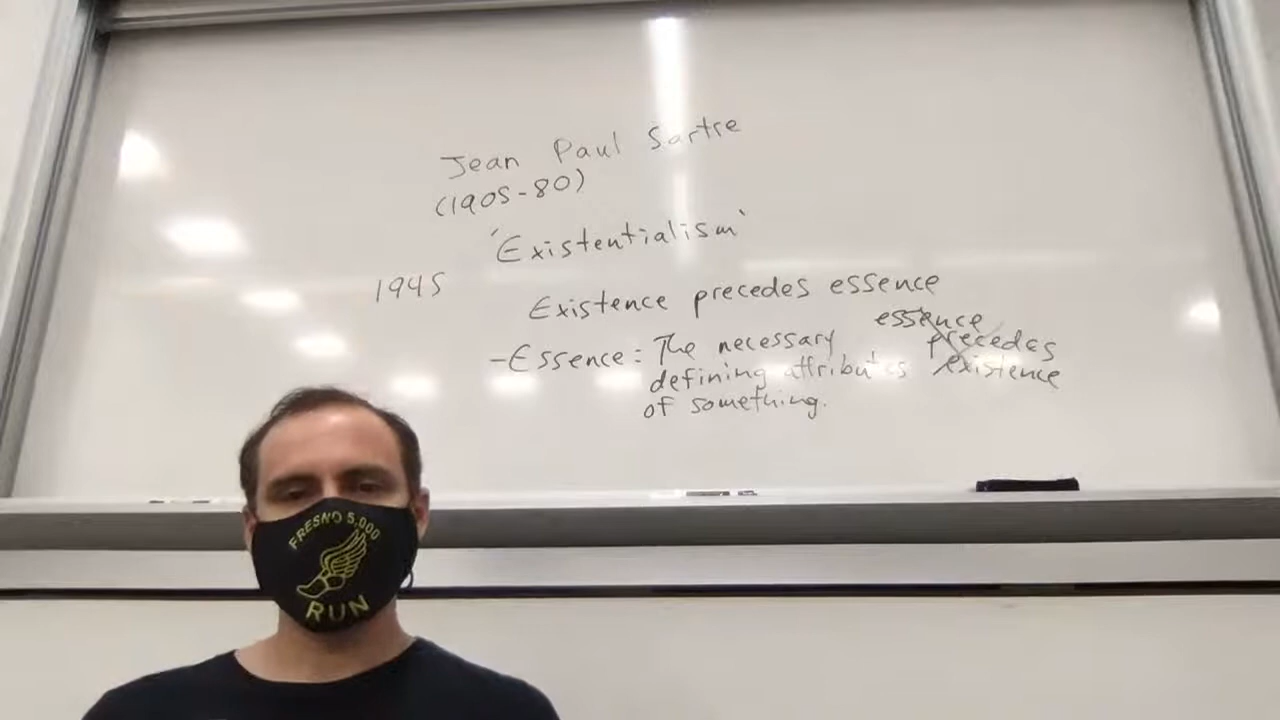 Jean Paul Sartre
(1905-80)
'Existentialism'
1945
Existence precedes essence
-Essence: The necessary
defining attributes
of something.
essence
precedes
existence
FRESNO 5,000
RUN